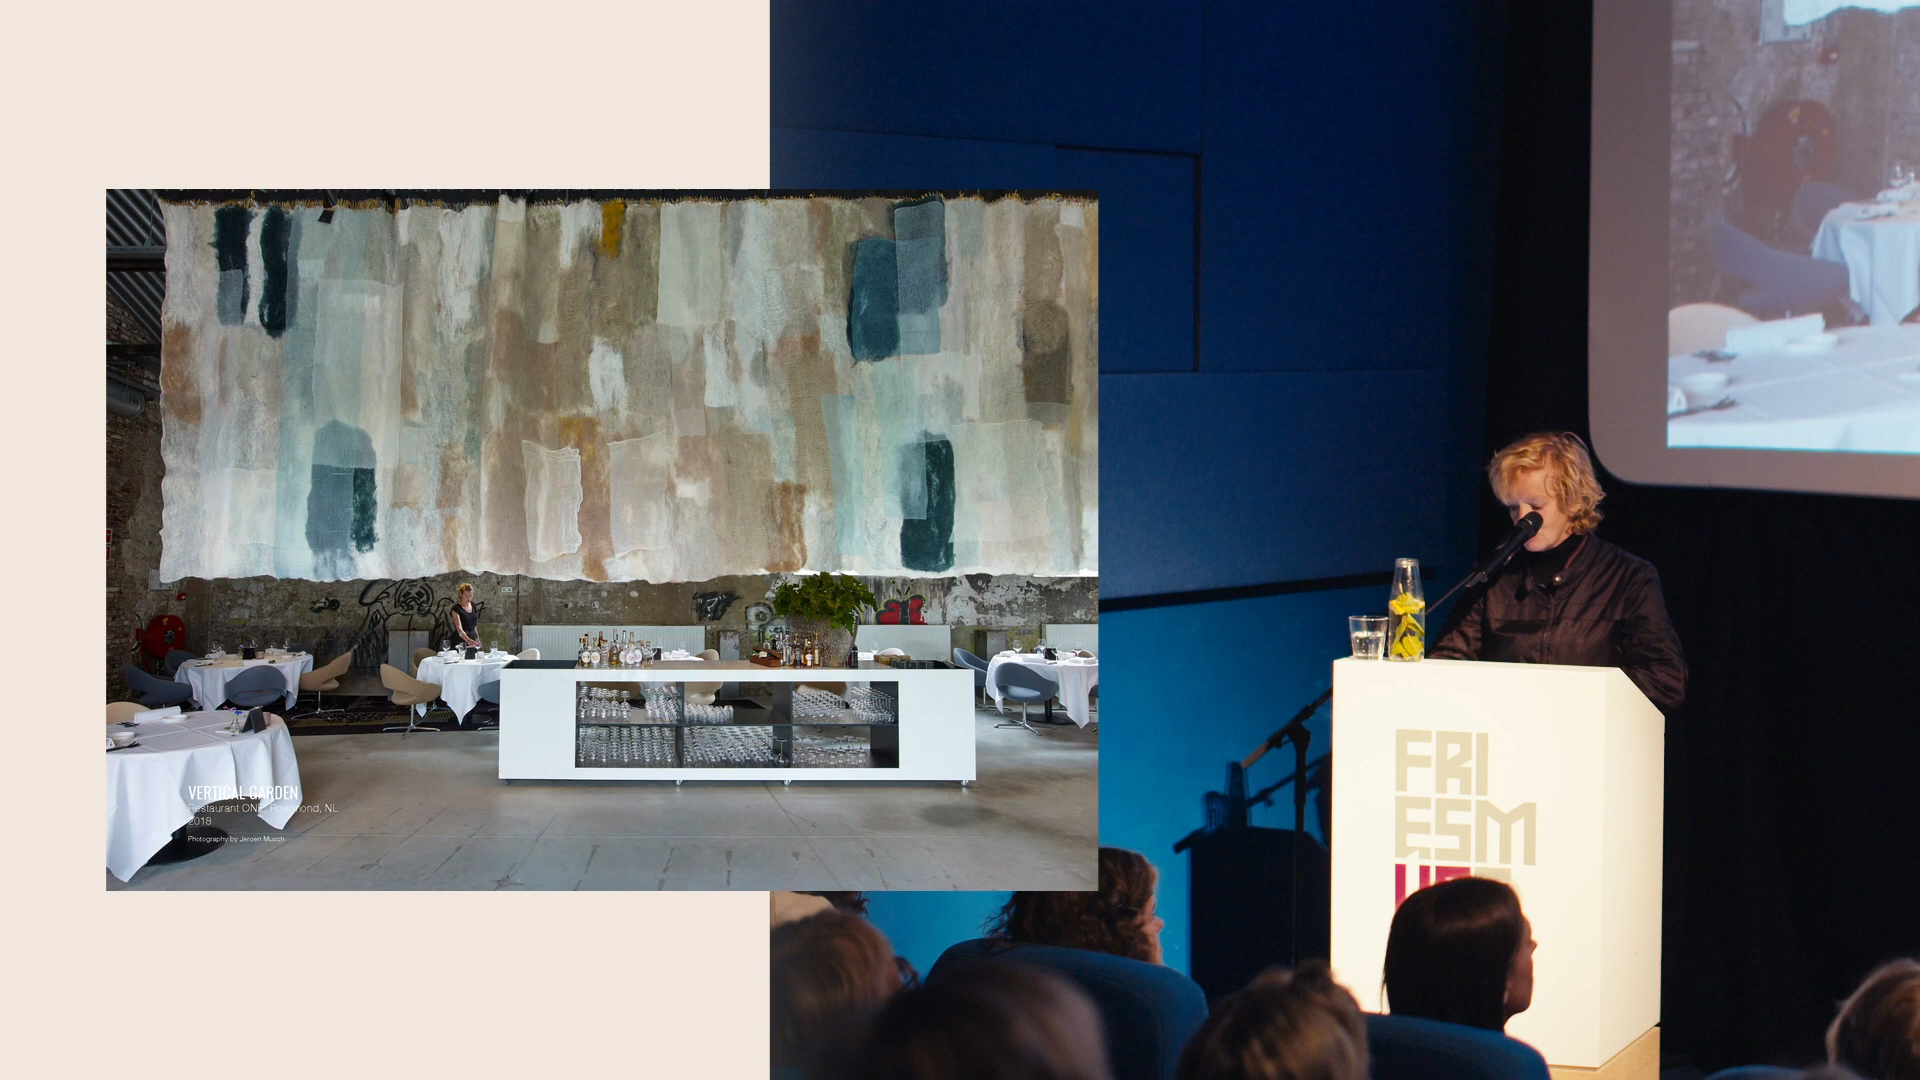 VERTICAL GARDEN
Restaurant ONE, Roermond, NL
2018
Photography by Jeroen Musch
FRI
ESM